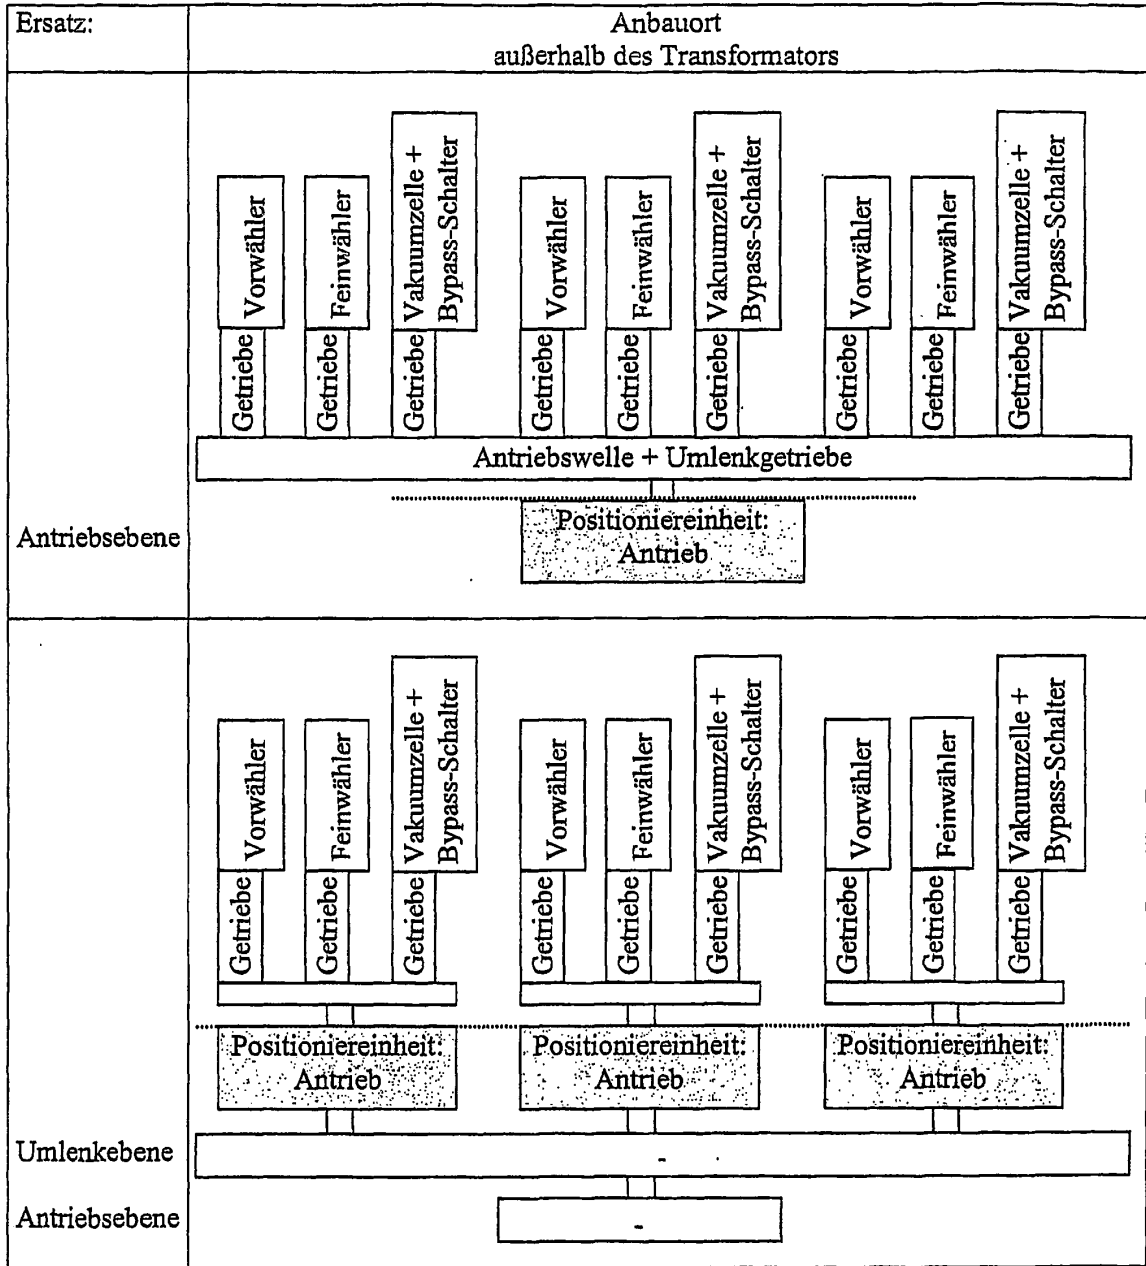 Ersatz:
Anbauort
außerhalb des Transformators
Vorwähler
Feinwähler
Vakuumzelle +
Bypass-Schalter
Vorwähler
Feinwähler
Vakuumzelle +
Bypass-Schalter
Vorwähler
Feinwähler
Vakuumzelle +
Bypass-Schalter
Getriebe
Getriebe
Getriebe
Getriebe
Getriebe
Getriebe
Getriebe
Getriebe
Getriebe
Antriebswelle + Umlenkgetriebe
Antriebsebene
Positioniereinheit:
Antrieb
Vorwähler
Feinwähler
Vakuumzelle +
Bypass-Schalter
Vorwähler
Feinwähler
Vakuumzelle +
Bypass-Schalter
Vorwähler
Feinwähler
Vakuumzelle +
Bypass-Schalter
Getriebe
Getriebe
Getriebe
Getriebe
Getriebe
Getriebe
Getriebe
Getriebe
Getriebe
Positioniereinheit:
Antrieb
Positioniereinheit:
Antrieb
Positioniereinheit:
Antrieb
Umlenkebene
-
Antriebsebene
-